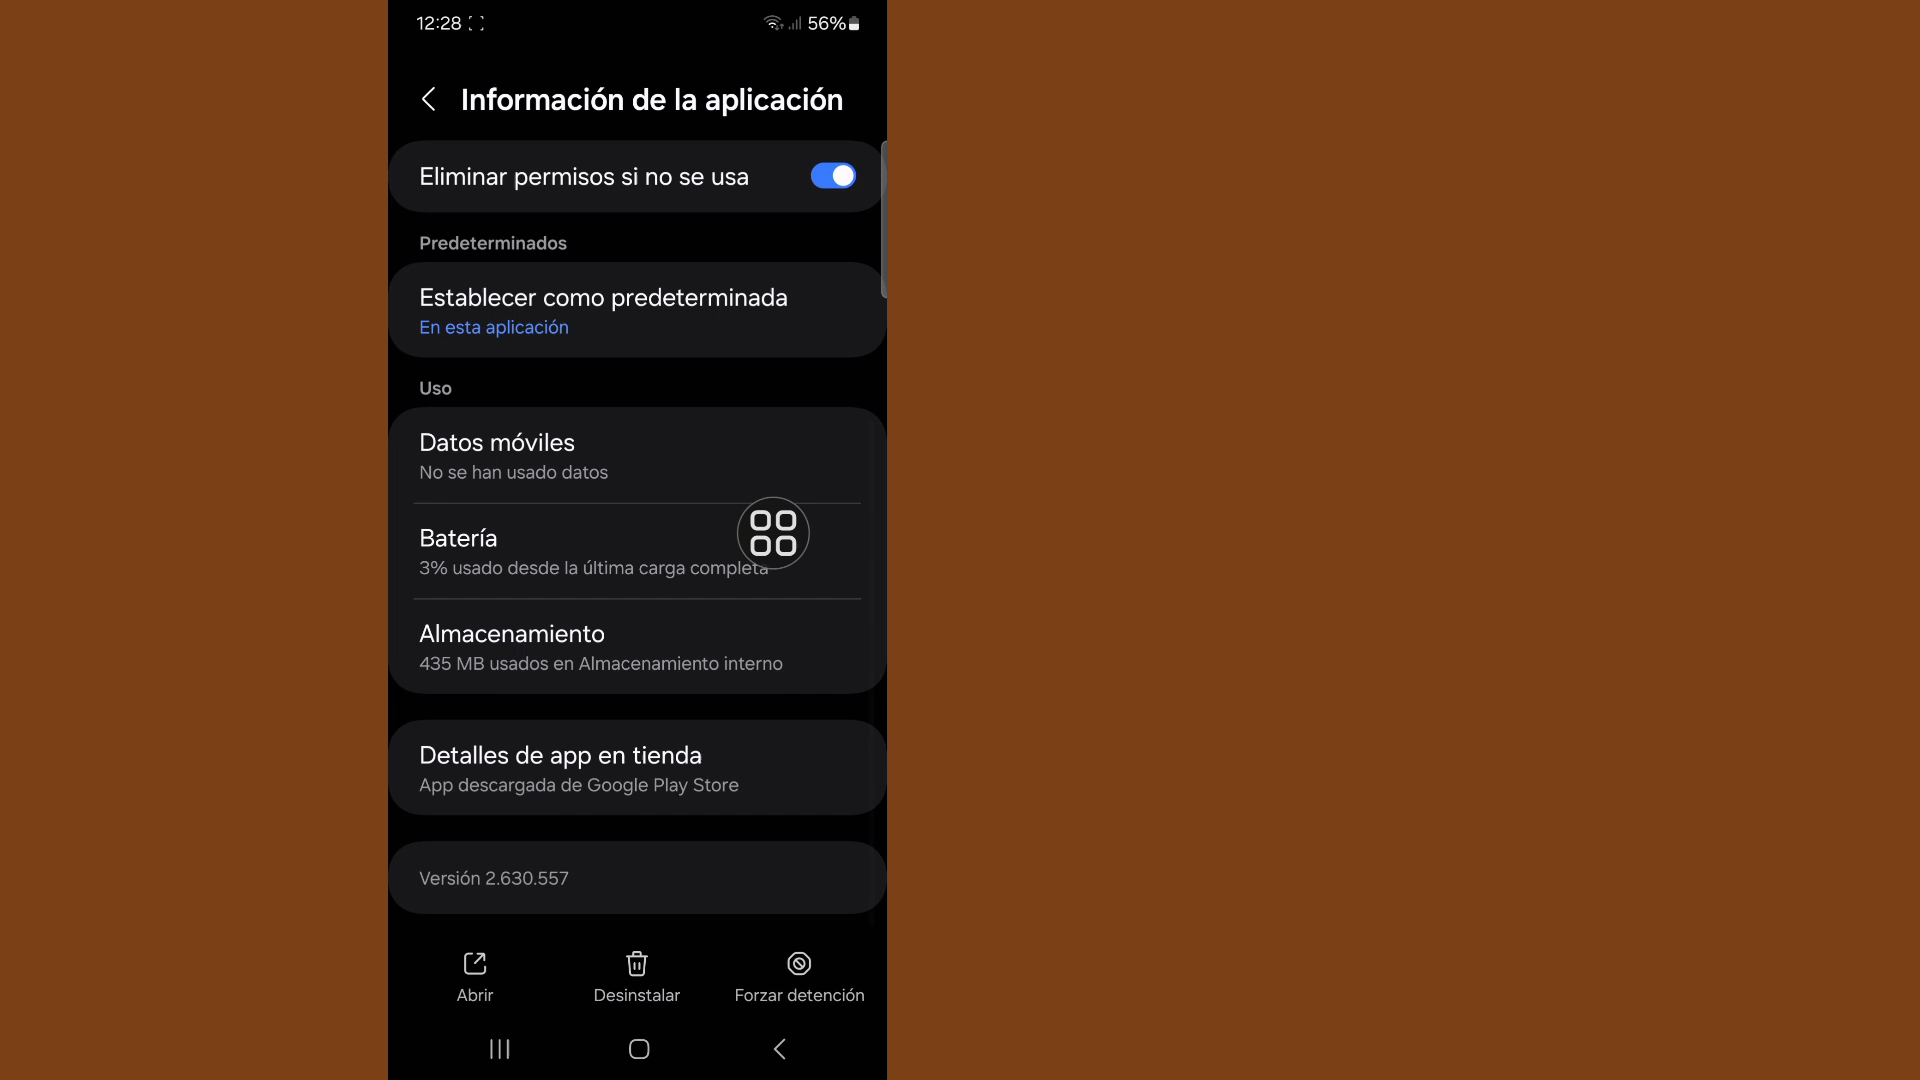 12:28
56%
Información de la aplicación
Eliminar permisos si no se usa
Predeterminados
Establecer como predeterminada
En esta aplicación
Uso
Datos móviles
No se han usado datos
Batería
3% usado desde la última carga completa
Almacenamiento
435 MB usados en Almacenamiento interno
Detalles de app en tienda
App descargada de Google Play Store
Versión 2.630.557
Abrir
Desinstalar
Forzar detención